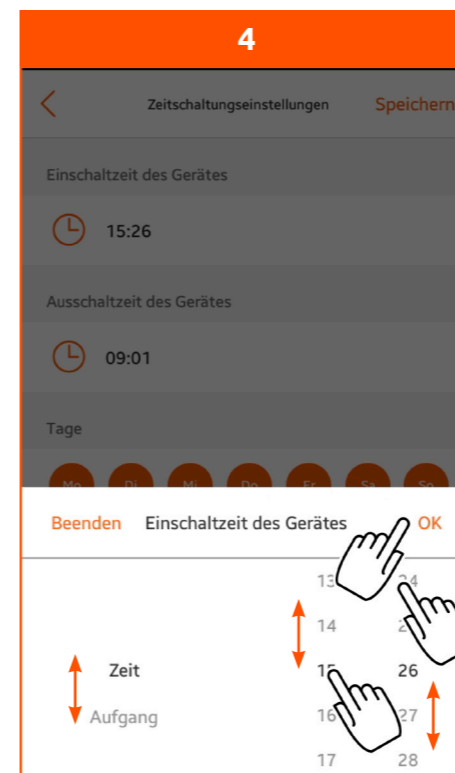 4
Zeitschaltungseinstellungen Speichern
Einschaltzeit des Gerätes
15:26
Ausschaltzeit des Gerätes
09:01
Tage
Mo Di Mi Do Fr Sa So
Beenden Einschaltzeit des Gerätes OK
13 24
14
Zeit 15 26
Aufgang 16 27
17 28